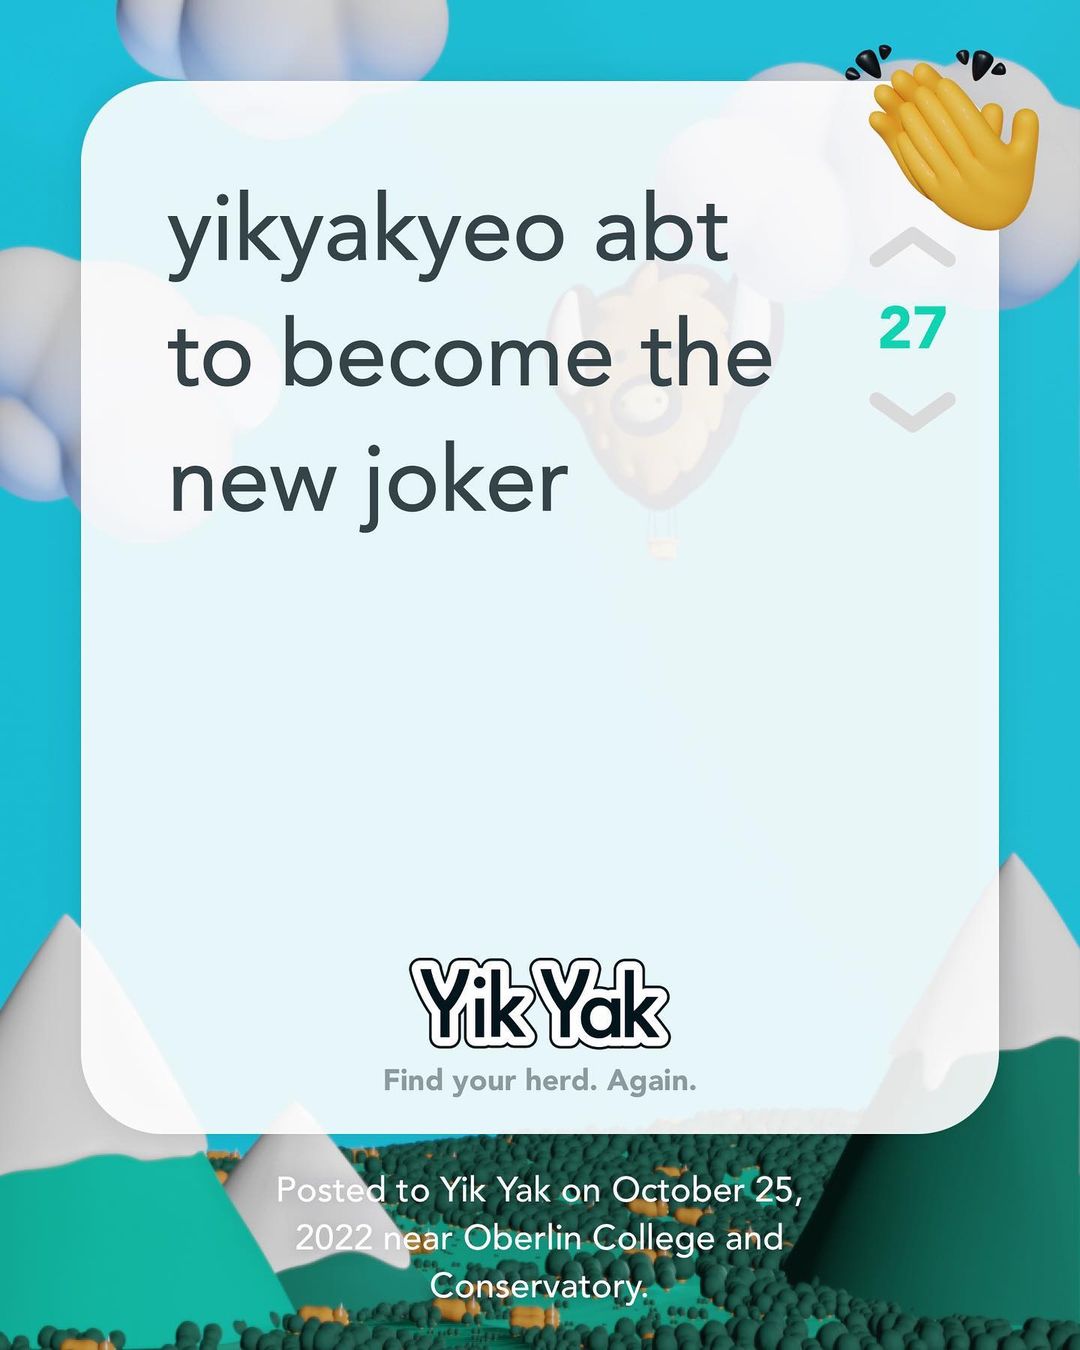 yikyakyeo abt
to become the
new joker
27
Yik Yak
Find your herd. Again.
Posted to Yik Yak on October 25,
2022 near Oberlin College and
Conservatory.